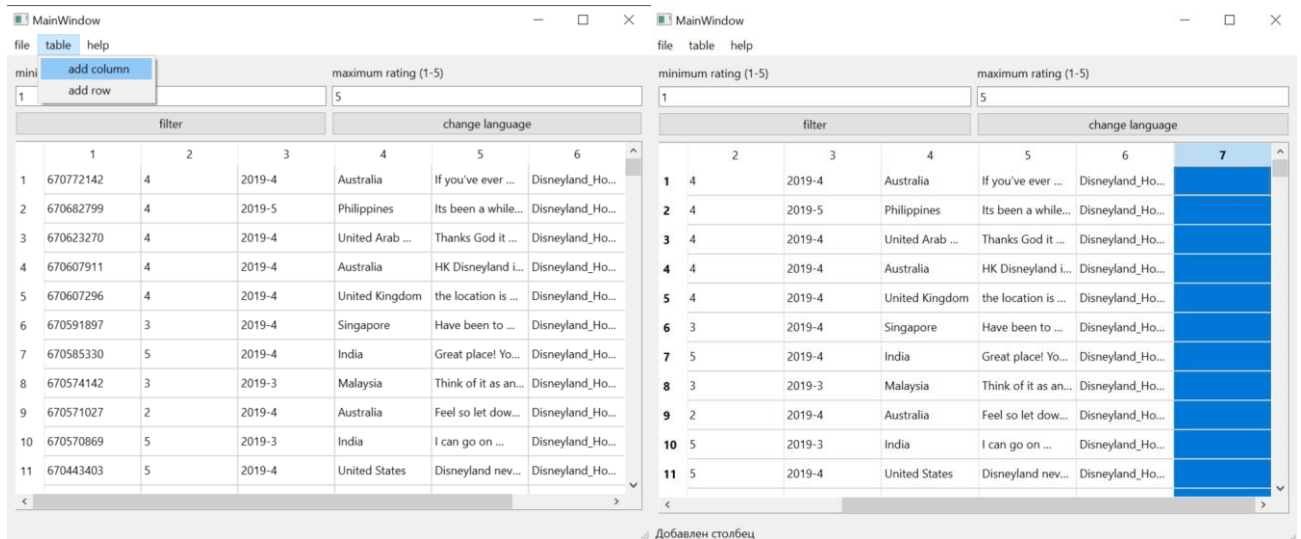 MainWindow
file table help
add column
add row
mini
maximum rating (1-5)
1
5
filter
change language
1 2 3 4 5 6
1 670772142 4 2019-4 Australia If you've ever ... Disneyland_Ho...
2 670682799 4 2019-5 Philippines Its been a while... Disneyland_Ho...
3 670623270 4 2019-4 United Arab ... Thanks God it ... Disneyland_Ho...
4 670607911 4 2019-4 Australia HK Disneyland i... Disneyland_Ho...
5 670607296 4 2019-4 United Kingdom the location is ... Disneyland_Ho...
6 670591897 3 2019-4 Singapore Have been to ... Disneyland_Ho...
7 670585330 5 2019-4 India Great place! Yo... Disneyland_Ho...
8 670574142 3 2019-3 Malaysia Think of it as an... Disneyland_Ho...
9 670571027 2 2019-4 Australia Feel so let dow... Disneyland_Ho...
10 670570869 5 2019-3 India I can go on ... Disneyland_Ho...
11 670443403 5 2019-4 United States Disneyland nev... Disneyland_Ho...
MainWindow
file table help
minimum rating (1-5) maximum rating (1-5)
1 5
filter change language
2 3 4 5 6 7
1 4 2019-4 Australia If you've ever ... Disneyland_Ho...
2 4 2019-5 Philippines Its been a while... Disneyland_Ho...
3 4 2019-4 United Arab ... Thanks God it ... Disneyland_Ho...
4 4 2019-4 Australia HK Disneyland i... Disneyland_Ho...
5 4 2019-4 United Kingdom the location is ... Disneyland_Ho...
6 3 2019-4 Singapore Have been to ... Disneyland_Ho...
7 5 2019-4 India Great place! Yo... Disneyland_Ho...
8 3 2019-3 Malaysia Think of it as an... Disneyland_Ho...
9 2 2019-4 Australia Feel so let dow... Disneyland_Ho...
10 5 2019-3 India I can go on ... Disneyland_Ho...
11 5 2019-4 United States Disneyland nev... Disneyland_Ho...
Добавлен столбец